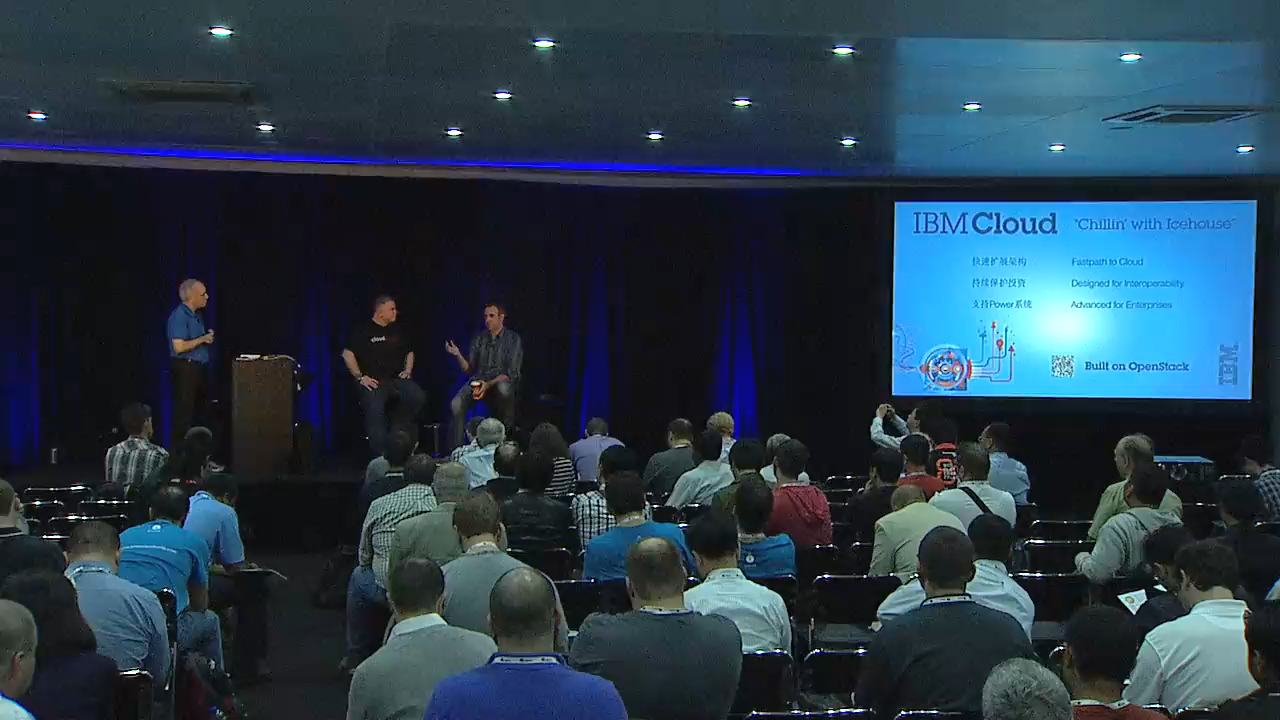 IBM Cloud "Chillin' with Icehouse"
快速扩展架构 Fastpath to Cloud
持续保护投资 Designed for Interoperability
支持Power系统 Advanced for Enterprises
Built on OpenStack
IBM
cloud